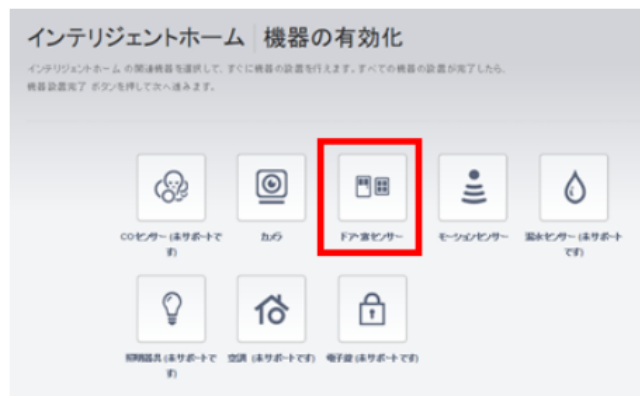 インテリジェントホーム 機器の有効化
インテリジェントホーム の関連機器を選択して、すぐに機器の設置を行えます。すべての機器の設置が完了したら、
機器設置完了 ボタンを押して次へ進みます。
COセンサー (未サポートで
す)
カメラ
ドア・窓センサー
モーションセンサー
漏水センサー (未サポート
です)
照明器具 (未サポートで
す)
空調 (未サポートです)
電子錠 (未サポートです)